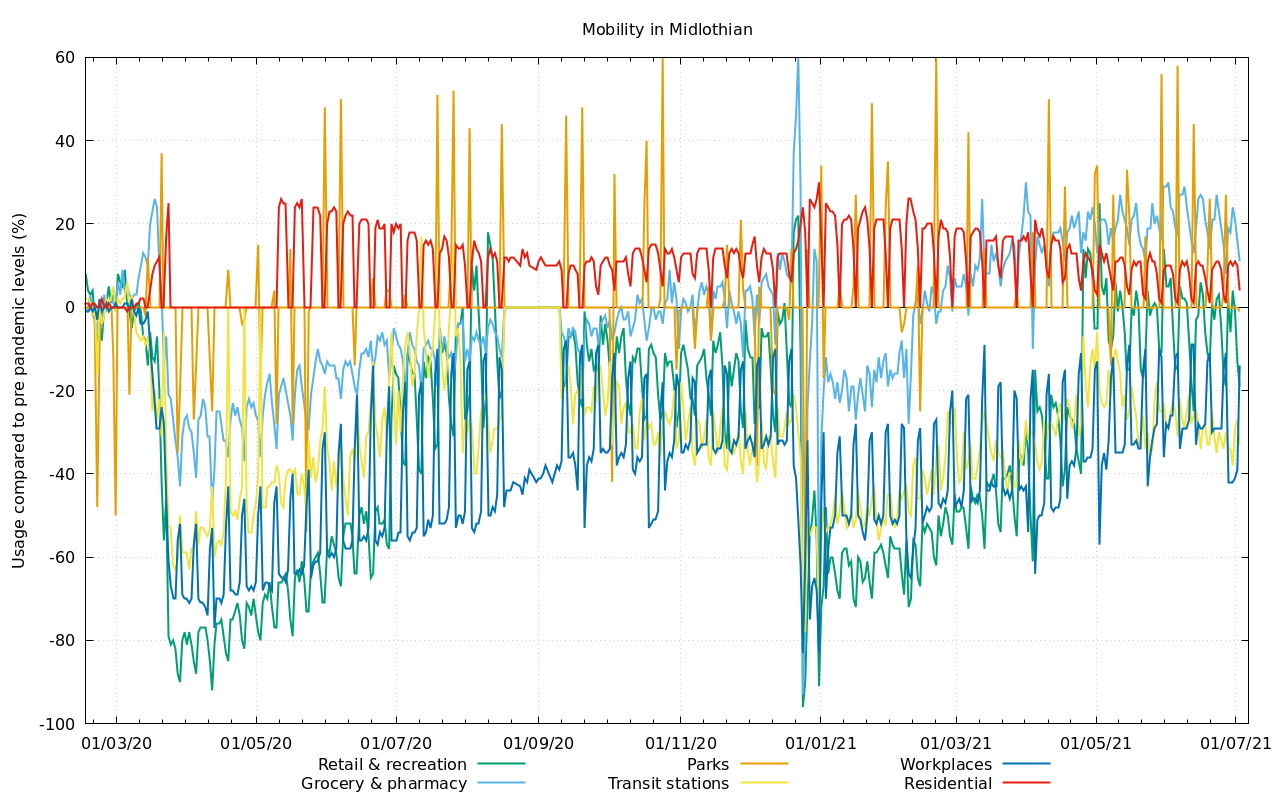 Mobility in Midlothian
Usage compared to pre pandemic levels (%)
60
40
20
0
-20
-40
-60
-80
-100
01/03/20 01/05/20 01/07/20 01/09/20 01/11/20 01/01/21 01/03/21 01/05/21 01/07/21
Retail & recreation Parks Workplaces
Grocery & pharmacy Transit stations Residential